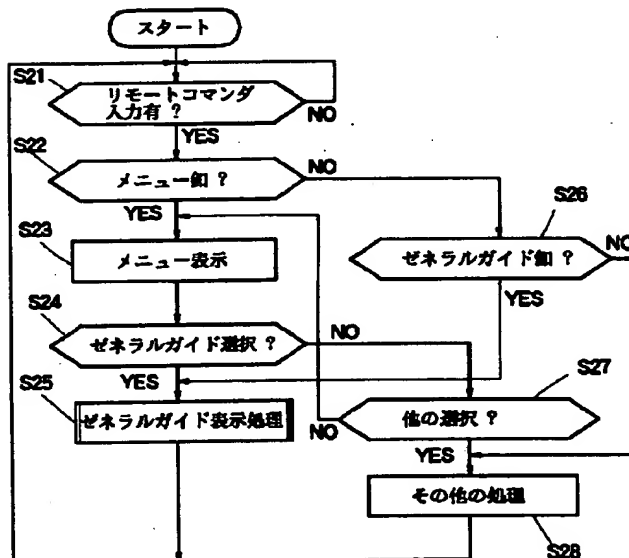 スタート
S21
リモートコマンダ
入力有 ?
NO
YES
S22
メニュー釦 ?
NO
YES
S26
S23
メニュー表示
ゼネラルガイド釦 ?
NO
YES
S24
ゼネラルガイド選択 ?
NO
YES
S27
S25
ゼネラルガイド表示処理
他の選択 ?
NO
YES
その他の処理
S28